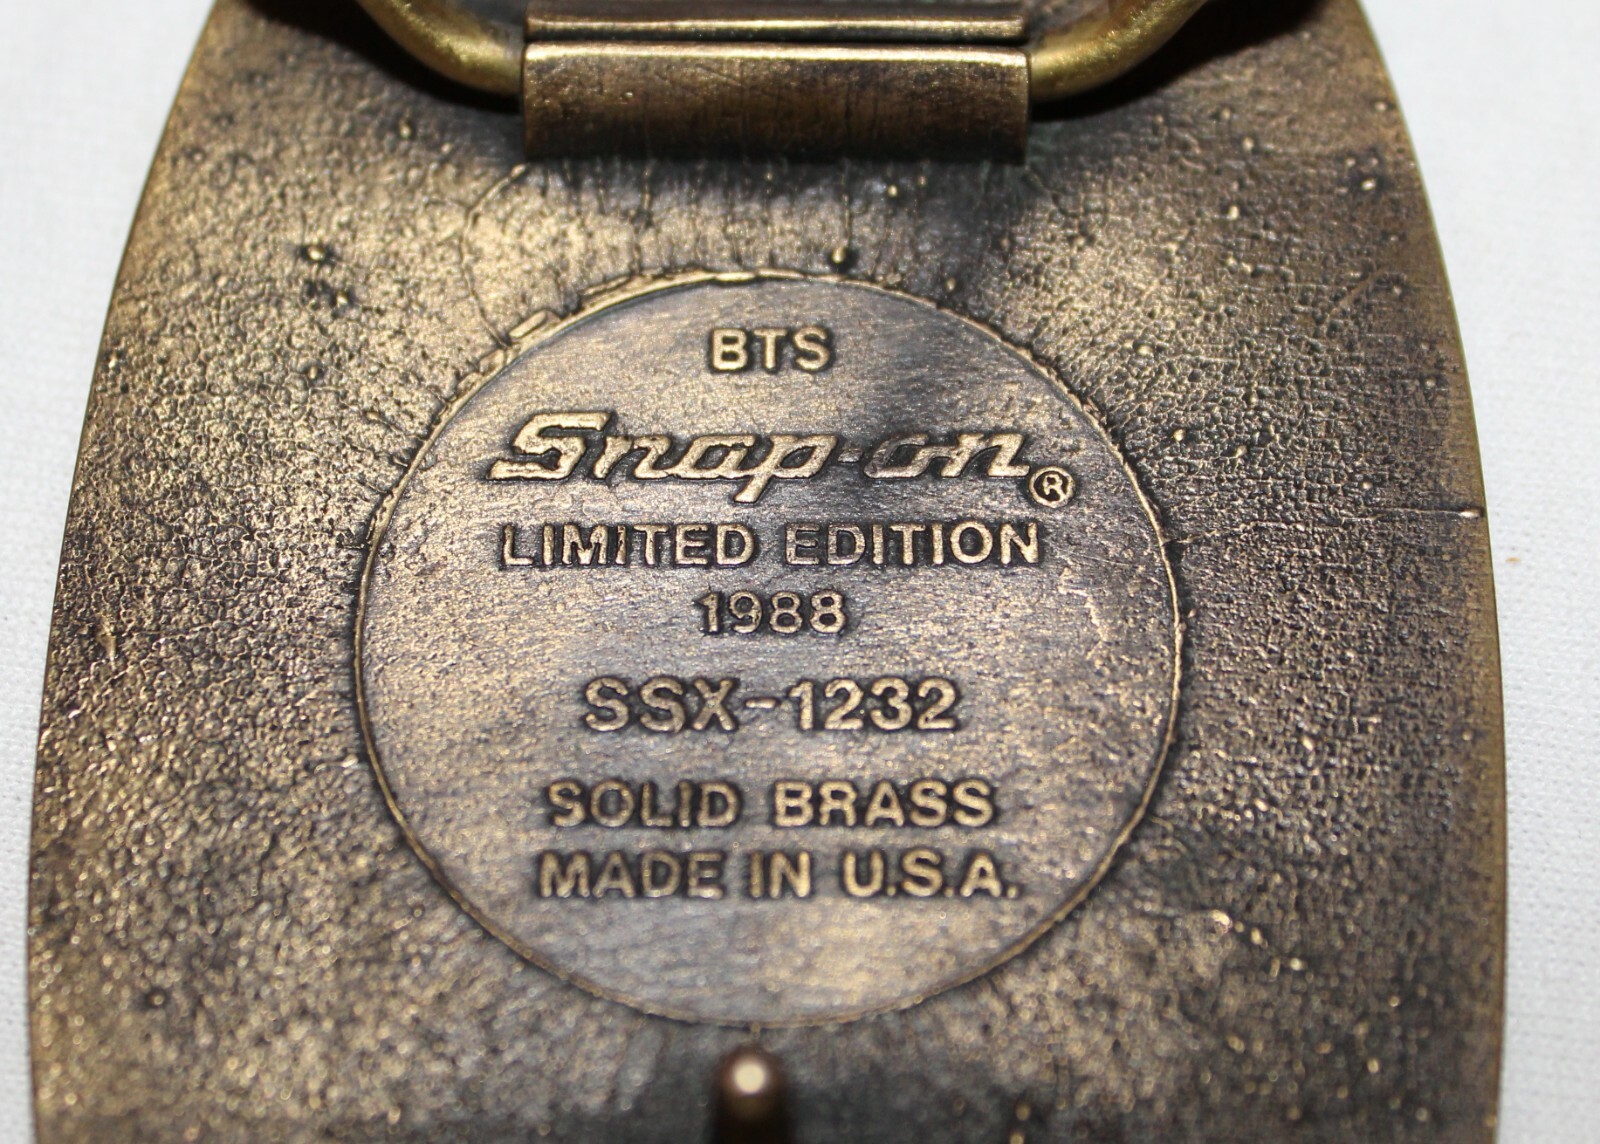 BTS
Snap-on®
LIMITED EDITION
1988
SSX-1232
SOLID BRASS
MADE IN U.S.A.